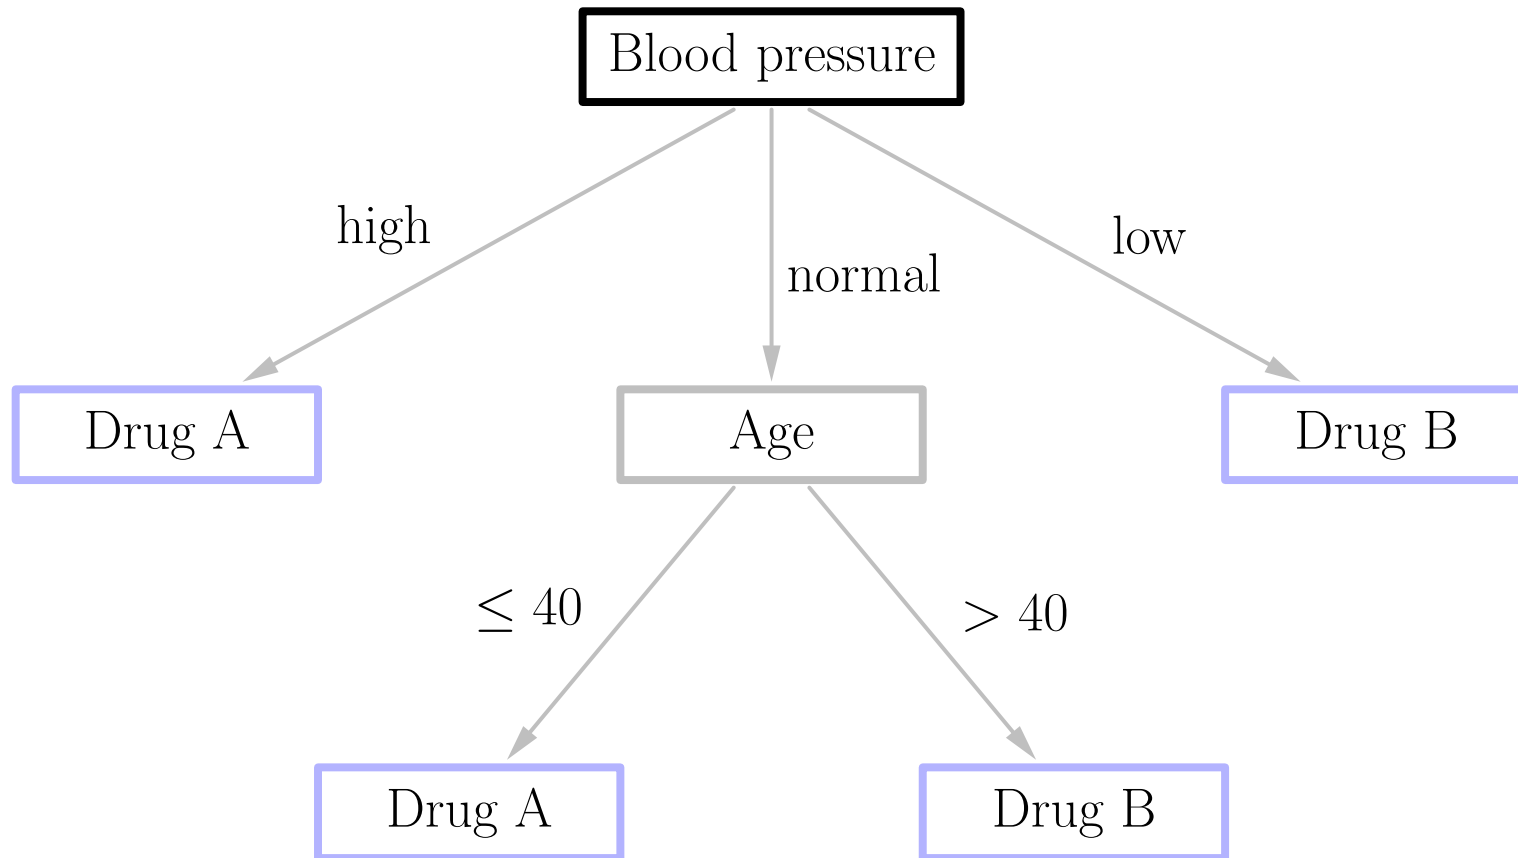 Blood pressure
high
low
normal
Drug A
Age
Drug B
≤ 40
> 40
Drug A
Drug B